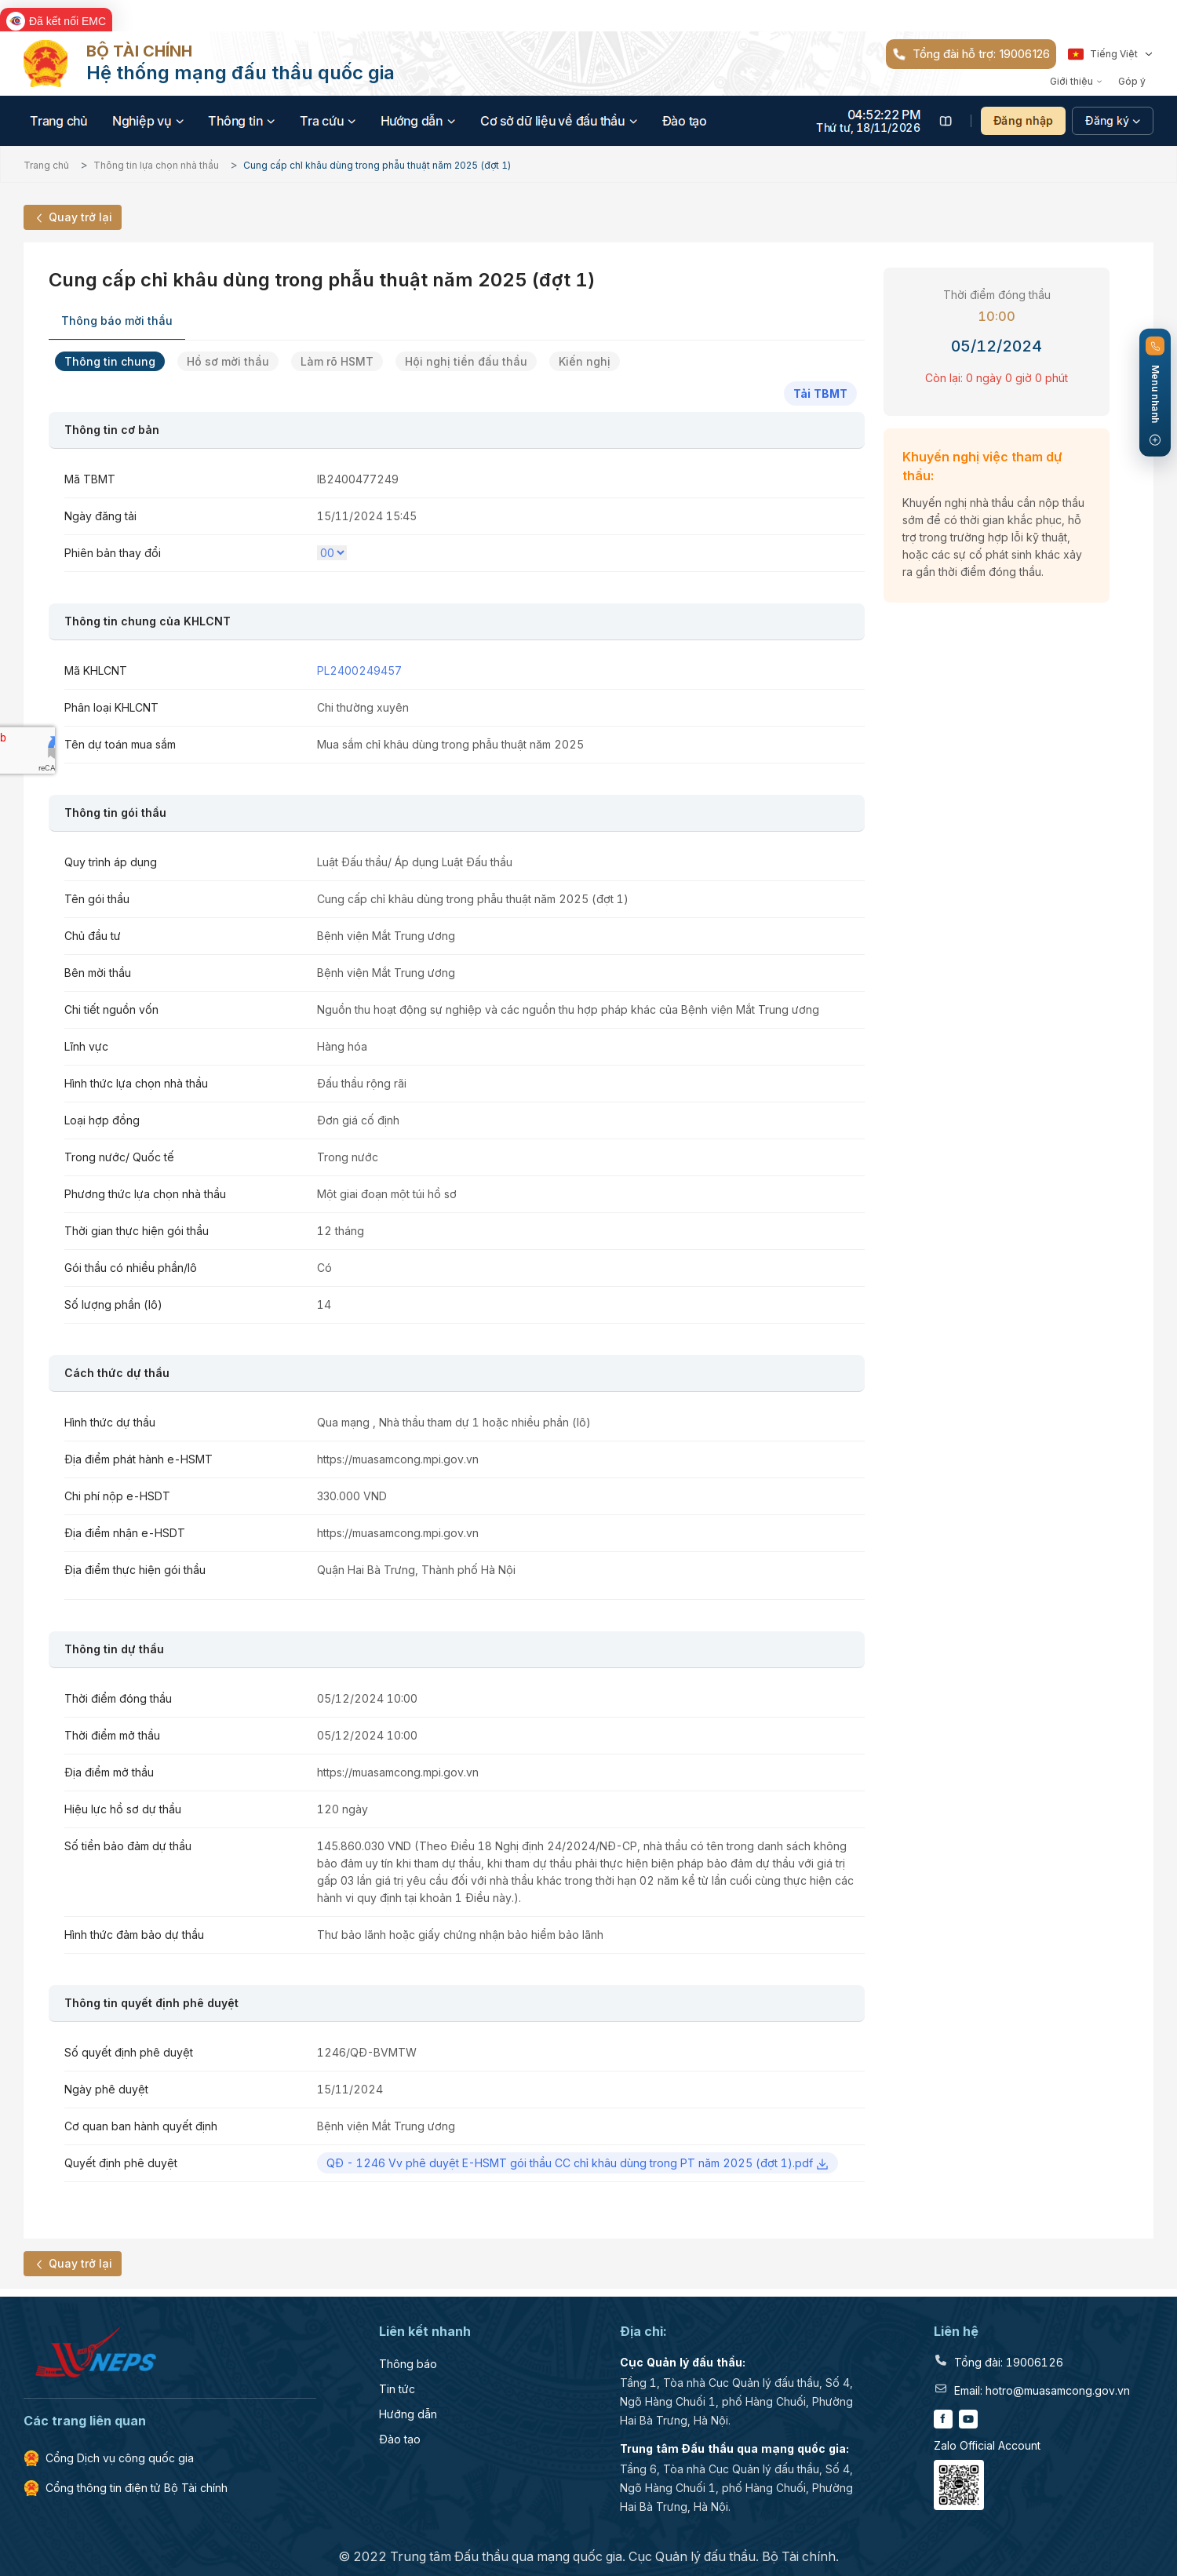 Đã kết nối EMC
BỘ TÀI CHÍNH
Hệ thống mạng đấu thầu quốc gia
Tổng đài hỗ trợ: 19006126
Tiếng Việt
Giới thiệu
Góp ý
Trang chủ
Nghiệp vụ
Thông tin
Tra cứu
Hướng dẫn
Cơ sở dữ liệu về đấu thầu
Đào tạo
04:52:22 PM
Thứ tư, 18/11/2026
Đăng nhập
Đăng ký
Trang chủ > Thông tin lựa chọn nhà thầu > Cung cấp chỉ khâu dùng trong phẫu thuật năm 2025 (đợt 1)
Quay trở lại
Cung cấp chỉ khâu dùng trong phẫu thuật năm 2025 (đợt 1)
Thông báo mời thầu
Thông tin chung
Hồ sơ mời thầu
Làm rõ HSMT
Hội nghị tiền đấu thầu
Kiến nghị
Tải TBMT
Thời điểm đóng thầu
10:00
05/12/2024
Còn lại: 0 ngày 0 giờ 0 phút
Khuyến nghị việc tham dự
thầu:
Khuyến nghị nhà thầu cần nộp thầu
sớm để có thời gian khắc phục, hỗ
trợ trong trường hợp lỗi kỹ thuật,
hoặc các sự cố phát sinh khác xảy
ra gần thời điểm đóng thầu.
Menu nhanh
Thông tin cơ bản
Mã TBMT IB2400477249
Ngày đăng tải 15/11/2024 15:45
Phiên bản thay đổi 00
Thông tin chung của KHLCNT
Mã KHLCNT PL2400249457
Phân loại KHLCNT Chi thường xuyên
b
Tên dự toán mua sắm Mua sắm chỉ khâu dùng trong phẫu thuật năm 2025
reCA
Thông tin gói thầu
Quy trình áp dụng Luật Đấu thầu/ Áp dụng Luật Đấu thầu
Tên gói thầu Cung cấp chỉ khâu dùng trong phẫu thuật năm 2025 (đợt 1)
Chủ đầu tư Bệnh viện Mắt Trung ương
Bên mời thầu Bệnh viện Mắt Trung ương
Chi tiết nguồn vốn Nguồn thu hoạt động sự nghiệp và các nguồn thu hợp pháp khác của Bệnh viện Mắt Trung ương
Lĩnh vực Hàng hóa
Hình thức lựa chọn nhà thầu Đấu thầu rộng rãi
Loại hợp đồng Đơn giá cố định
Trong nước/ Quốc tế Trong nước
Phương thức lựa chọn nhà thầu Một giai đoạn một túi hồ sơ
Thời gian thực hiện gói thầu 12 tháng
Gói thầu có nhiều phần/lô Có
Số lượng phần (lô) 14
Cách thức dự thầu
Hình thức dự thầu Qua mạng , Nhà thầu tham dự 1 hoặc nhiều phần (lô)
Địa điểm phát hành e-HSMT https://muasamcong.mpi.gov.vn
Chi phí nộp e-HSDT 330.000 VND
Địa điểm nhận e-HSDT https://muasamcong.mpi.gov.vn
Địa điểm thực hiện gói thầu Quận Hai Bà Trưng, Thành phố Hà Nội
Thông tin dự thầu
Thời điểm đóng thầu 05/12/2024 10:00
Thời điểm mở thầu 05/12/2024 10:00
Địa điểm mở thầu https://muasamcong.mpi.gov.vn
Hiệu lực hồ sơ dự thầu 120 ngày
Số tiền bảo đảm dự thầu 145.860.030 VND (Theo Điều 18 Nghị định 24/2024/NĐ-CP, nhà thầu có tên trong danh sách không
bảo đảm uy tín khi tham dự thầu, khi tham dự thầu phải thực hiện biện pháp bảo đảm dự thầu với giá trị
gấp 03 lần giá trị yêu cầu đối với nhà thầu khác trong thời hạn 02 năm kể từ lần cuối cùng thực hiện các
hành vi quy định tại khoản 1 Điều này.).
Hình thức đảm bảo dự thầu Thư bảo lãnh hoặc giấy chứng nhận bảo hiểm bảo lãnh
Thông tin quyết định phê duyệt
Số quyết định phê duyệt 1246/QĐ-BVMTW
Ngày phê duyệt 15/11/2024
Cơ quan ban hành quyết định Bệnh viện Mắt Trung ương
Quyết định phê duyệt QĐ - 1246 Vv phê duyệt E-HSMT gói thầu CC chỉ khâu dùng trong PT năm 2025 (đợt 1).pdf
Quay trở lại
VNEPS
Các trang liên quan
Cổng Dịch vụ công quốc gia
Cổng thông tin điện tử Bộ Tài chính
Liên kết nhanh
Thông báo
Tin tức
Hướng dẫn
Đào tạo
Địa chỉ:
Cục Quản lý đấu thầu:
Tầng 1, Tòa nhà Cục Quản lý đấu thầu, Số 4,
Ngõ Hàng Chuối 1, phố Hàng Chuối, Phường
Hai Bà Trưng, Hà Nội.
Trung tâm Đấu thầu qua mạng quốc gia:
Tầng 6, Tòa nhà Cục Quản lý đấu thầu, Số 4,
Ngõ Hàng Chuối 1, phố Hàng Chuối, Phường
Hai Bà Trưng, Hà Nội.
Liên hệ
Tổng đài: 19006126
Email: hotro@muasamcong.gov.vn
Zalo Official Account
© 2022 Trung tâm Đấu thầu qua mạng quốc gia. Cục Quản lý đấu thầu. Bộ Tài chính.